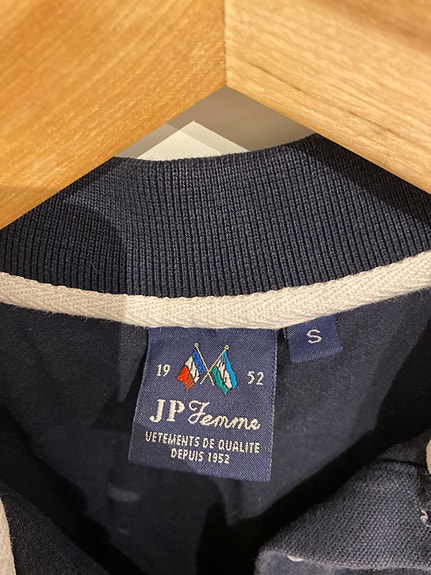 S
19 52
JP Femme
VETEMENTS DE QUALITE
DEPUIS 1952